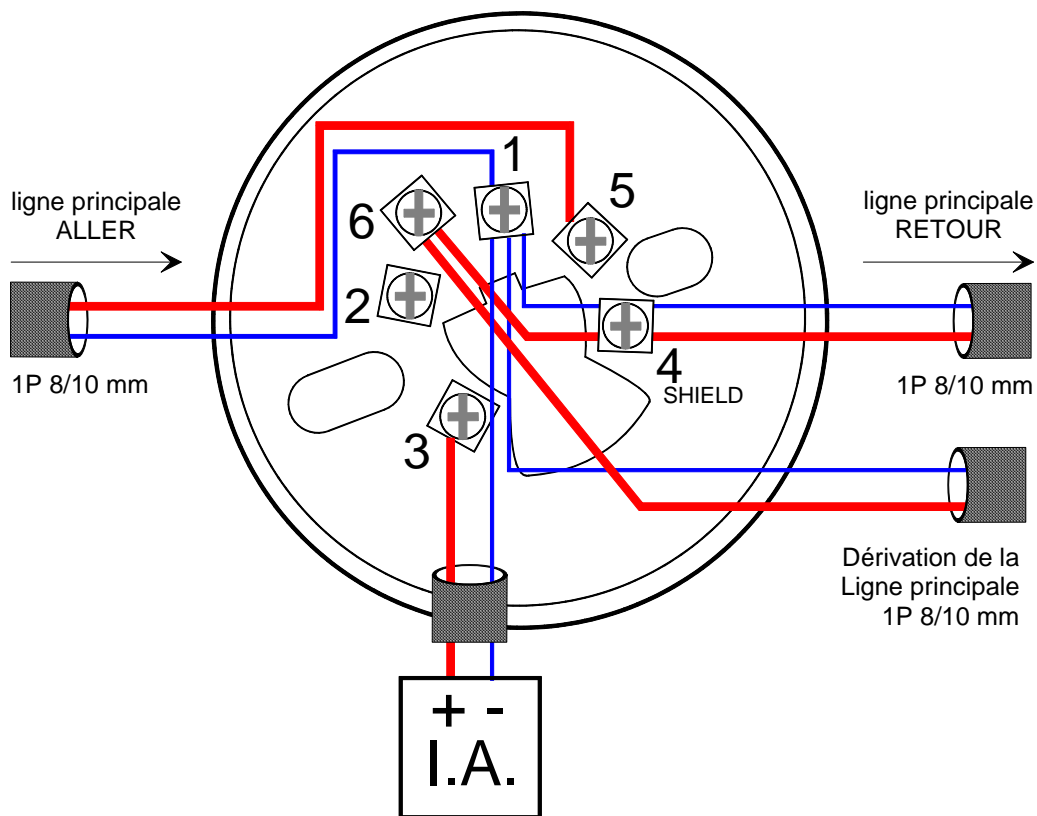 ligne principale
ALLER
1P 8/10 mm
1
5
6
2
4
SHIELD
3
ligne principale
RETOUR
1P 8/10 mm
Dérivation de la
Ligne principale
1P 8/10 mm
+ -
I.A.